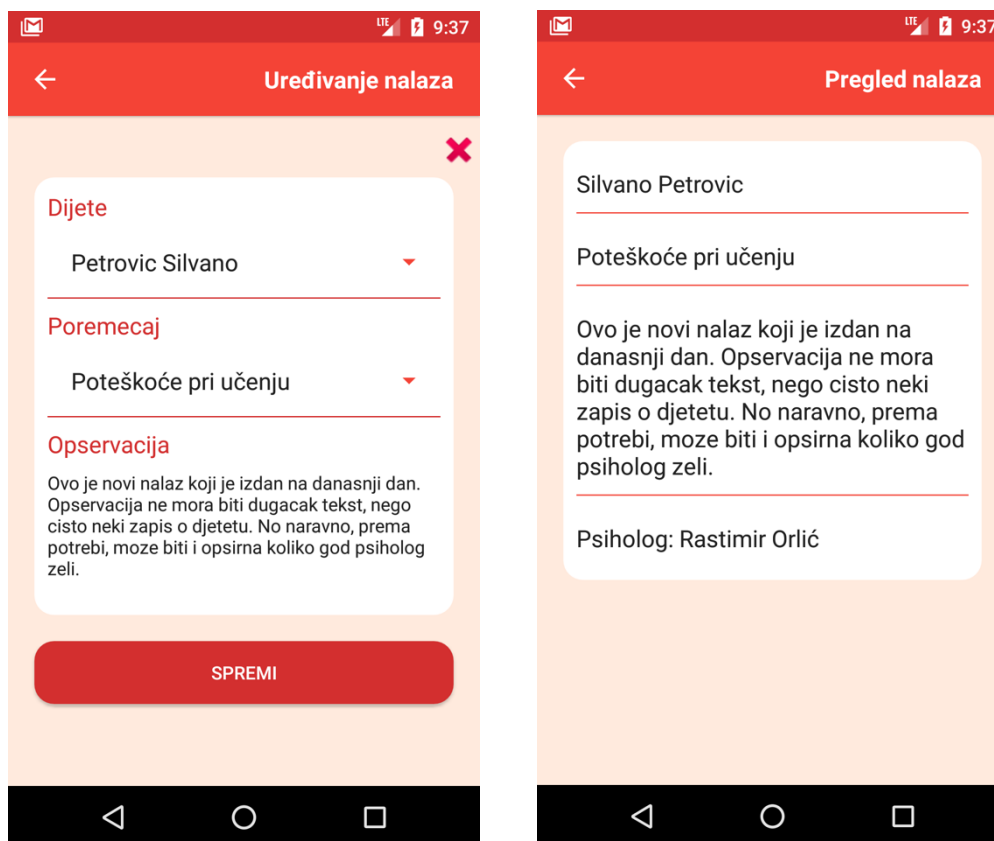 LTE 9:37
Uređivanje nalaza
Dijete
Petrovic Silvano
Poremecaj
Poteškoće pri učenju
Opservacija
Ovo je novi nalaz koji je izdan na danasnji dan.
Opservacija ne mora biti dugacak tekst, nego
cisto neki zapis o djetetu. No naravno, prema
potrebi, moze biti i opsirna koliko god psiholog
zeli.
SPREMI
LTE 9:37
Pregled nalaza
Silvano Petrovic
Poteškoće pri učenju
Ovo je novi nalaz koji je izdan na
danasnji dan. Opservacija ne mora
biti dugacak tekst, nego cisto neki
zapis o djetetu. No naravno, prema
potrebi, moze biti i opsirna koliko god
psiholog zeli.
Psiholog: Rastimir Orlić